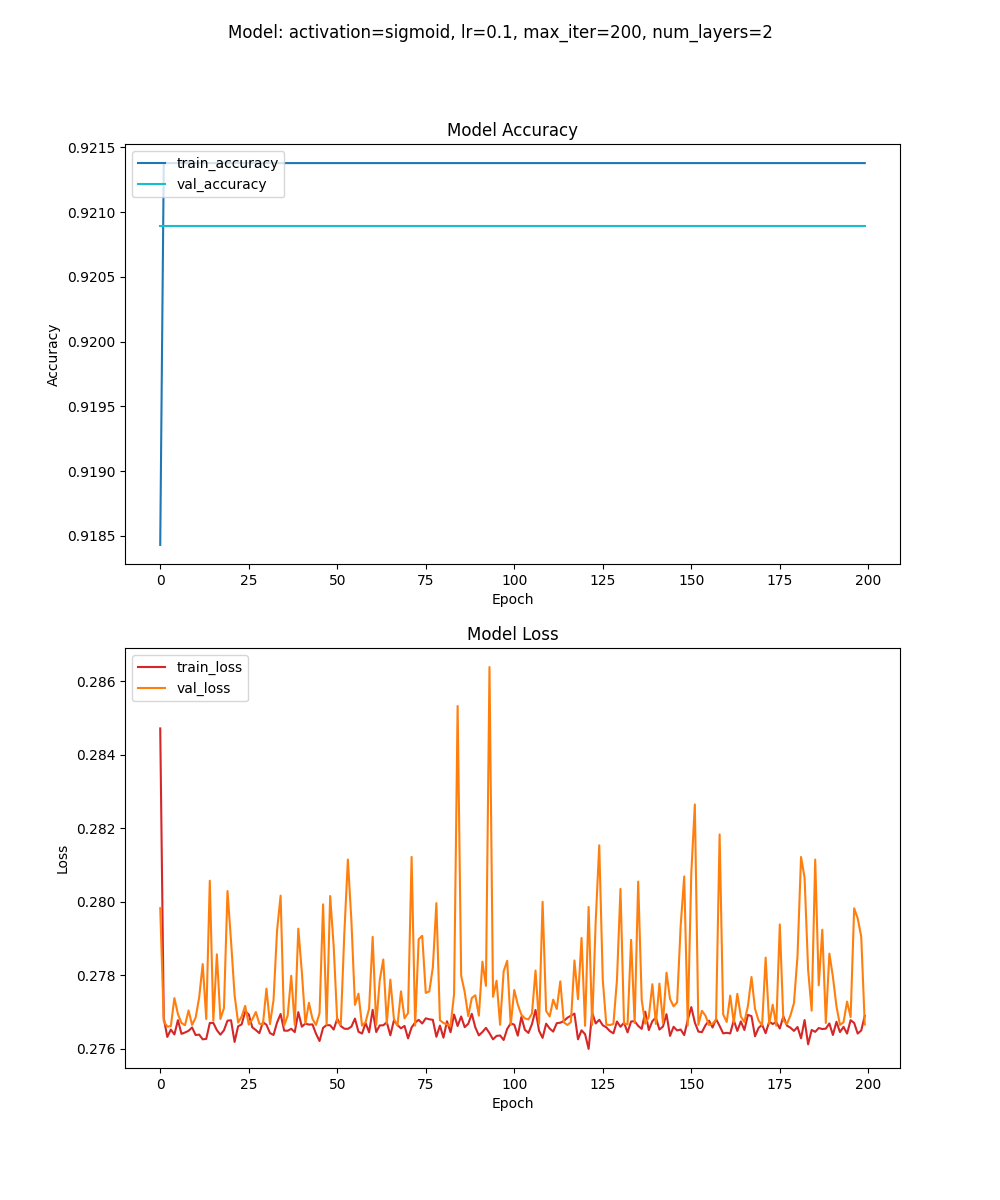 Model: activation=sigmoid, lr=0.1, max_iter=200, num_layers=2
Model Accuracy
train_accuracy
val_accuracy
0.9215
0.9210
0.9205
0.9200
0.9195
0.9190
0.9185
Accuracy
0 25 50 75 100 125 150 175 200
Epoch
Model Loss
train_loss
val_loss
0.286
0.284
0.282
0.280
0.278
0.276
Loss
0 25 50 75 100 125 150 175 200
Epoch